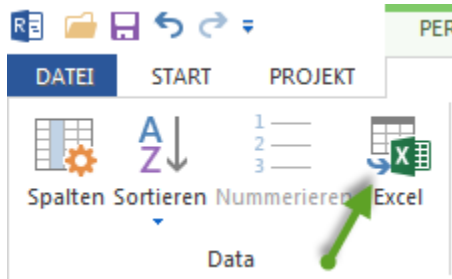 PER
DATEI START PROJEKT
Spalten Sortieren Nummerieren Excel
Data